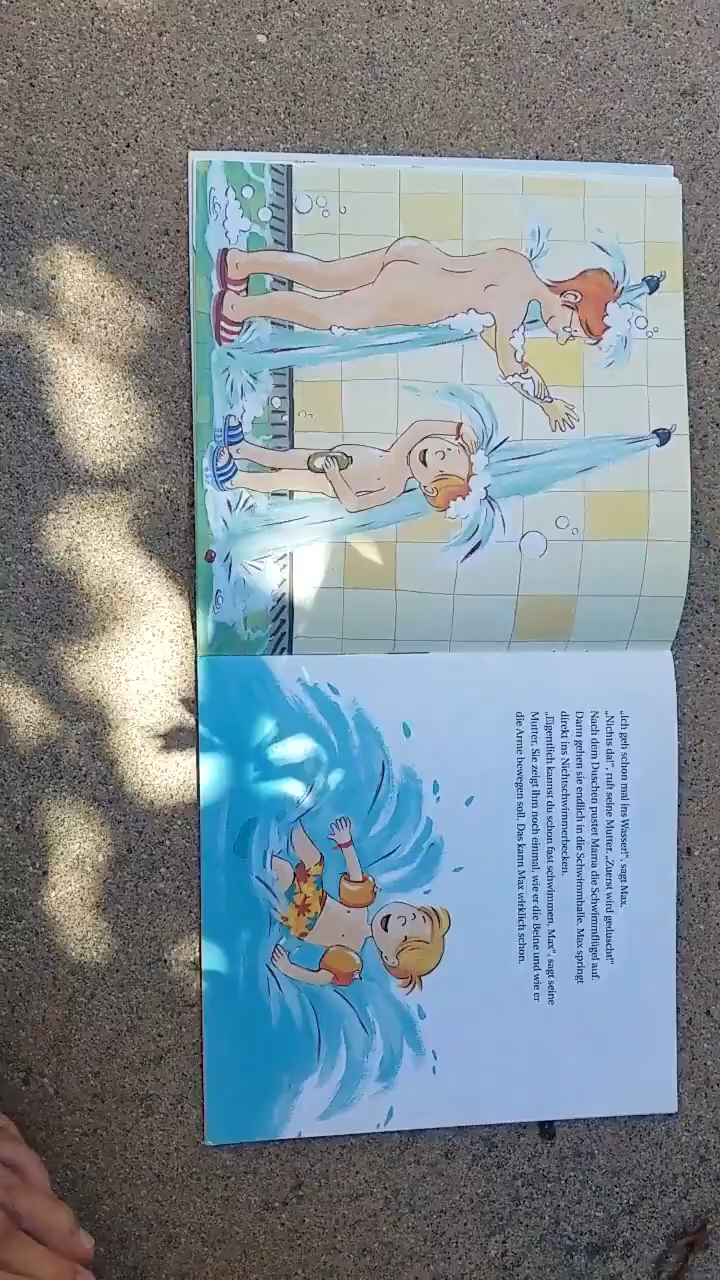 „Ich geh schon mal ins Wasser!", sagt Max.
„Nichts da!", ruft seine Mutter. „Zuerst wird geduscht!"
Nach dem Duschen pustet Mama die Schwimmflügel auf.
Dann gehen sie endlich in die Schwimmhalle. Max springt
direkt ins Nichtschwimmerbecken.
„Eigentlich kannst du schon fast schwimmen, Max", sagt seine
Mutter. Sie zeigt ihm noch einmal, wie er die Beine und wie er
die Arme bewegen soll. Das kann Max wirklich schon.